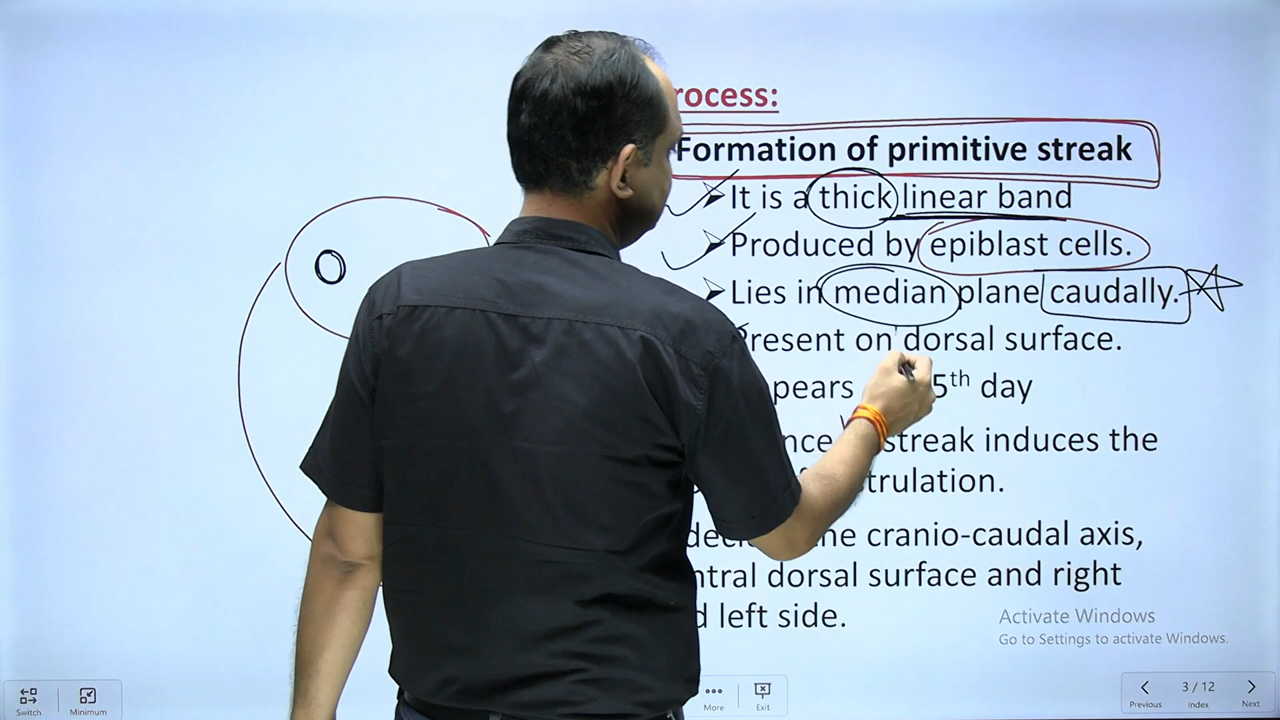 rocess:
Formation of primitive streak
It is a thick linear band
Produced by epiblast cells.
Lies in median plane caudally.
Present on dorsal surface.
pears 5th day
nce streak induces the
trulation.
he cranio-caudal axis,
ntral dorsal surface and right
d left side.
Activate Windows
Go to Settings to activate Windows.
Switch Minimum More Exit Previous 3 / 12 Index Next